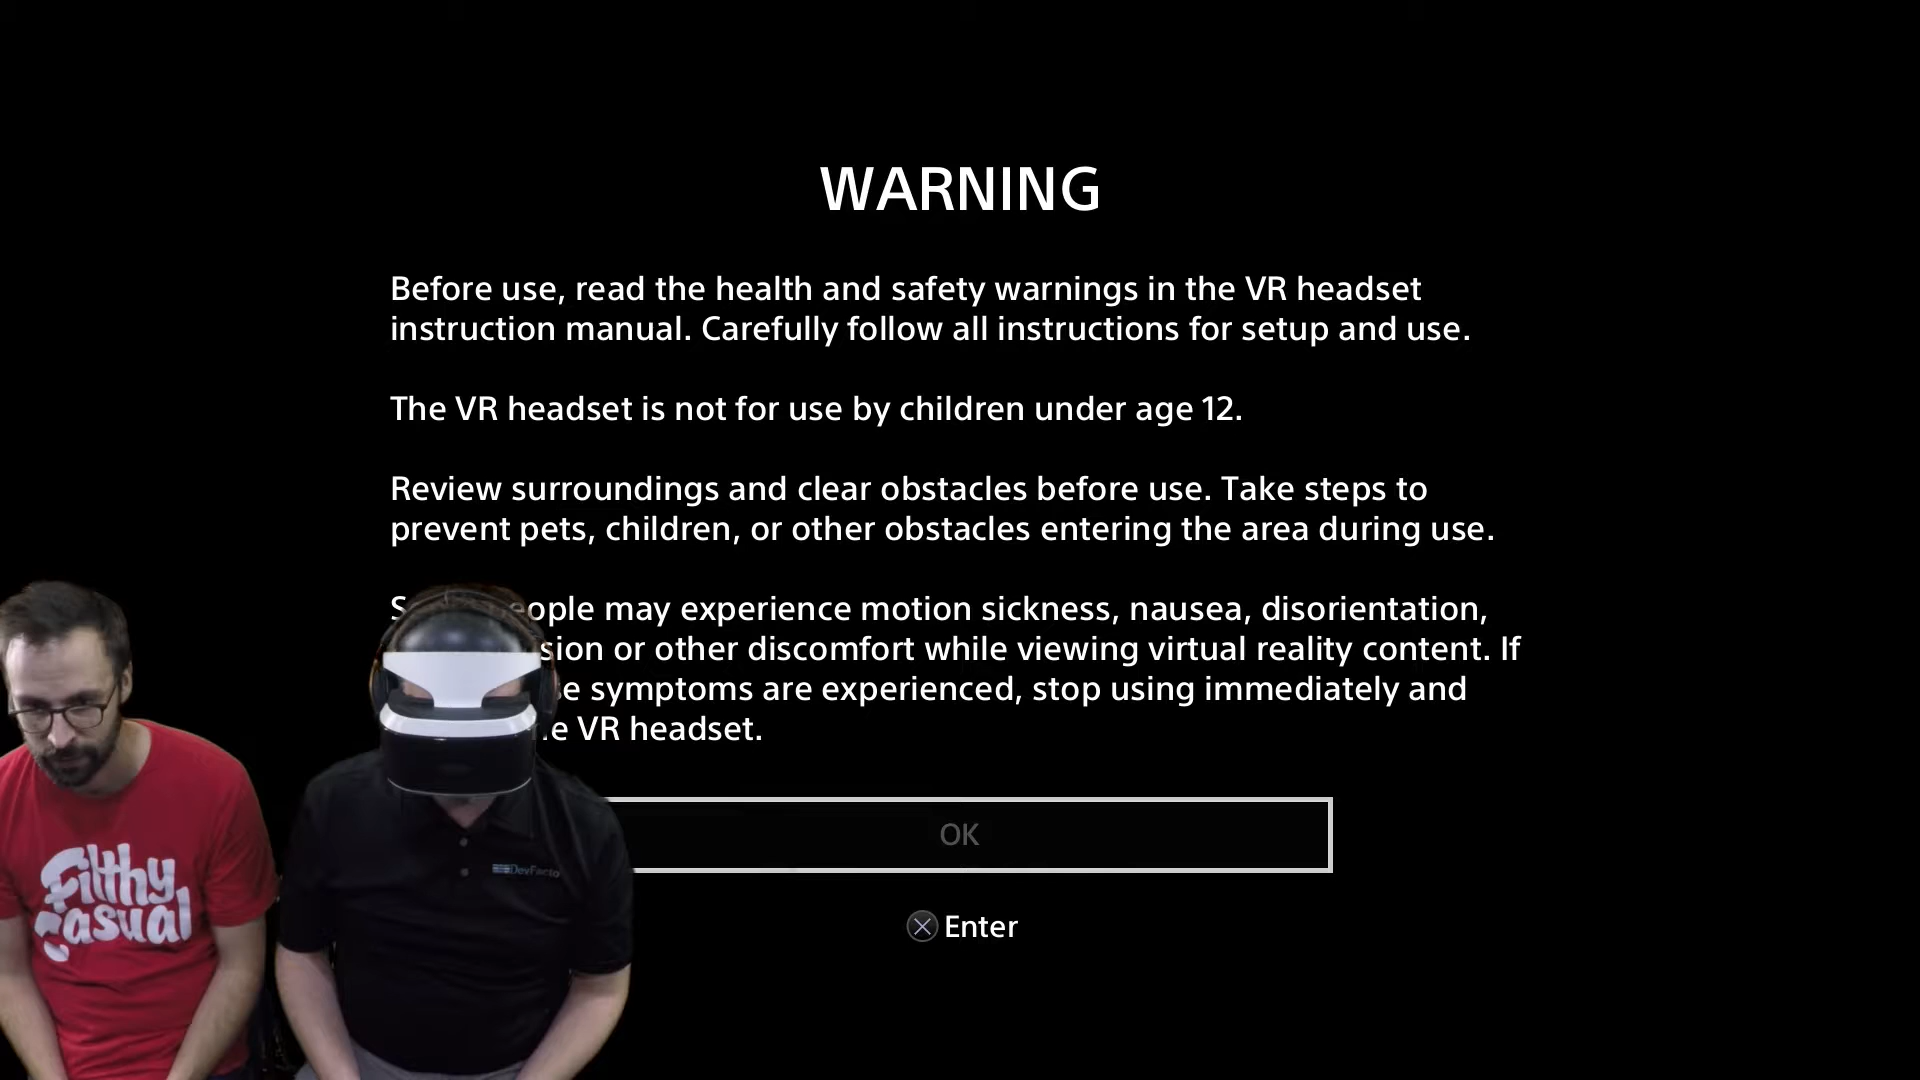 WARNING
Before use, read the health and safety warnings in the VR headset
instruction manual. Carefully follow all instructions for setup and use.
The VR headset is not for use by children under age 12.
Review surroundings and clear obstacles before use. Take steps to
prevent pets, children, or other obstacles entering the area during use.
may experience motion sickness, nausea, disorientation,
or other discomfort while viewing virtual reality content. If
symptoms are experienced, stop using immediately and
VR headset.
OK
Enter
Filthy
Casual
DevFacto